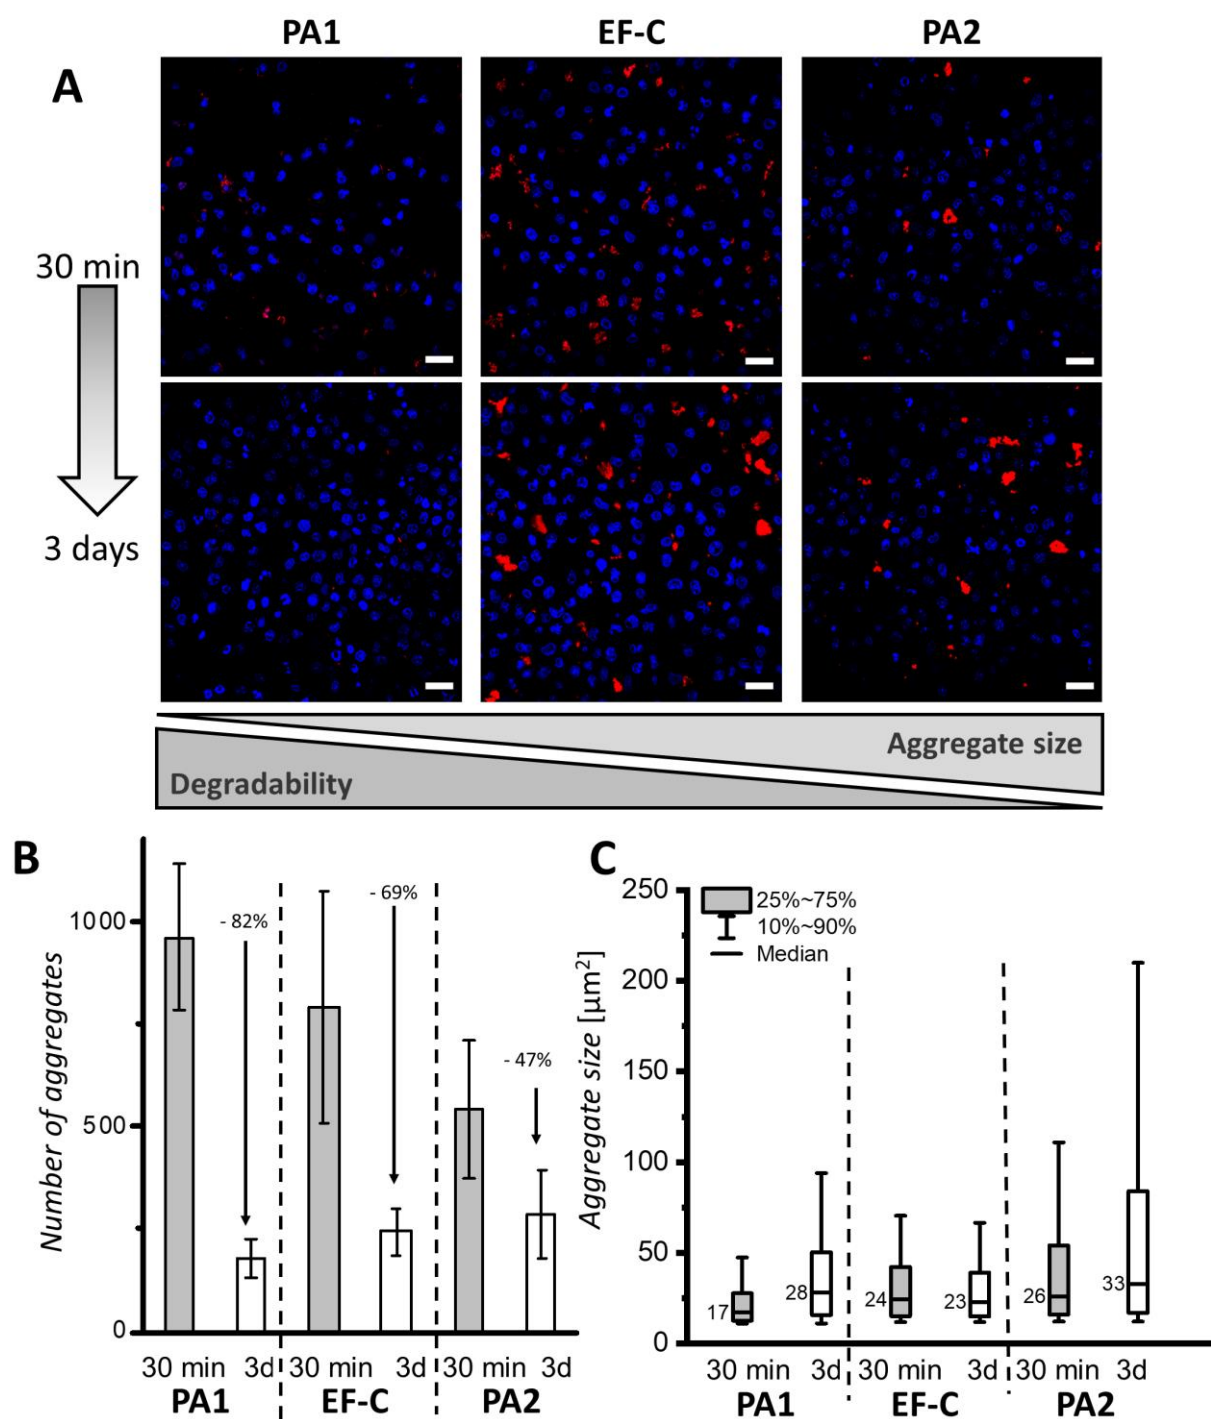 PA1 EF-C PA2
A
30 min
3 days
Aggregate size
Degradability
B
Number of aggregates
1000
500
0
- 82%
- 69%
- 47%
30 min 3d 30 min 3d 30 min 3d
PA1 EF-C PA2
C
Aggregate size [µm²]
250
200
150
100
50
0
25%~75%
10%~90%
Median
17
28
24
23
26
33
30 min 3d 30 min 3d 30 min 3d
PA1 EF-C PA2